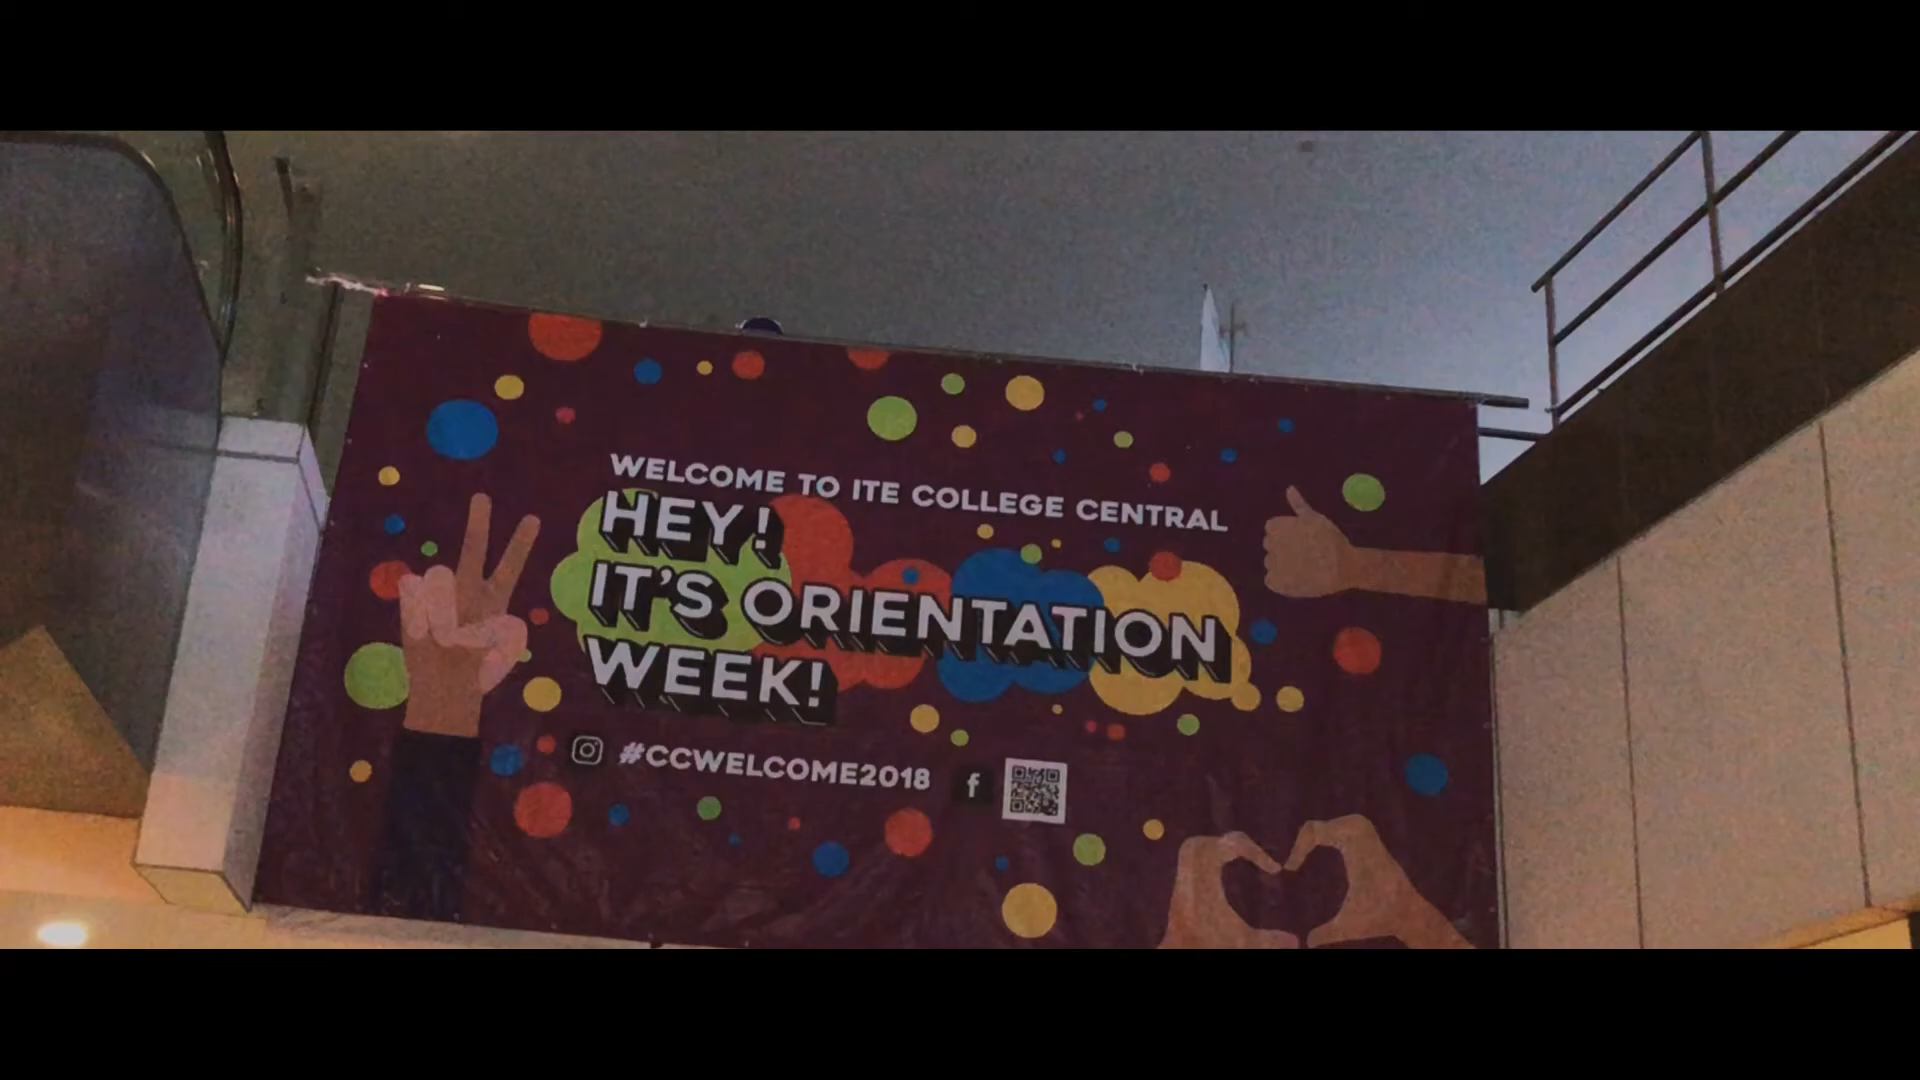 WELCOME TO ITE COLLEGE CENTRAL
HEY!
IT'S ORIENTATION
WEEK!
#CCWELCOME2018 f